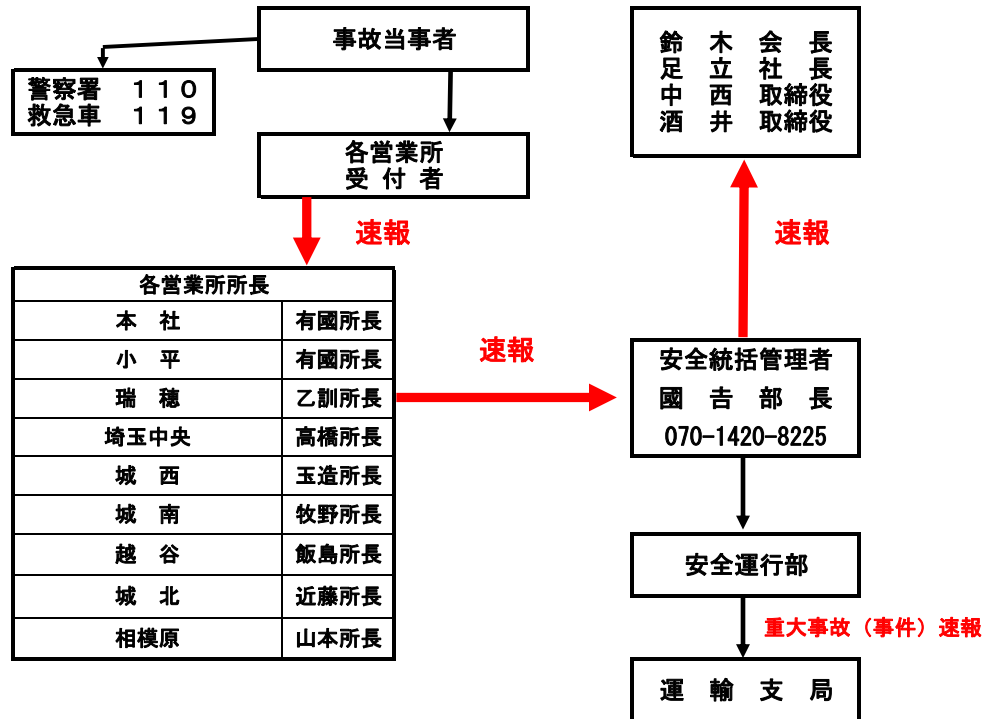 事故当事者
警察署　１１０
救急車　１１９
各営業所
受 付 者
速報
各営業所所長
本　社　有國所長
小　平　有國所長
瑞　穂　乙訓所長
埼玉中央　高橋所長
城　西　玉造所長
城　南　牧野所長
越　谷　飯島所長
城　北　近藤所長
相模原　山本所長
速報
鈴　木　会　長
足　立　社　長
中　西　取締役
酒　井　取締役
速報
安全統括管理者
國　𠮷　部　長
070-1420-8225
安全運行部
重大事故（事件）速報
運　輸　支　局